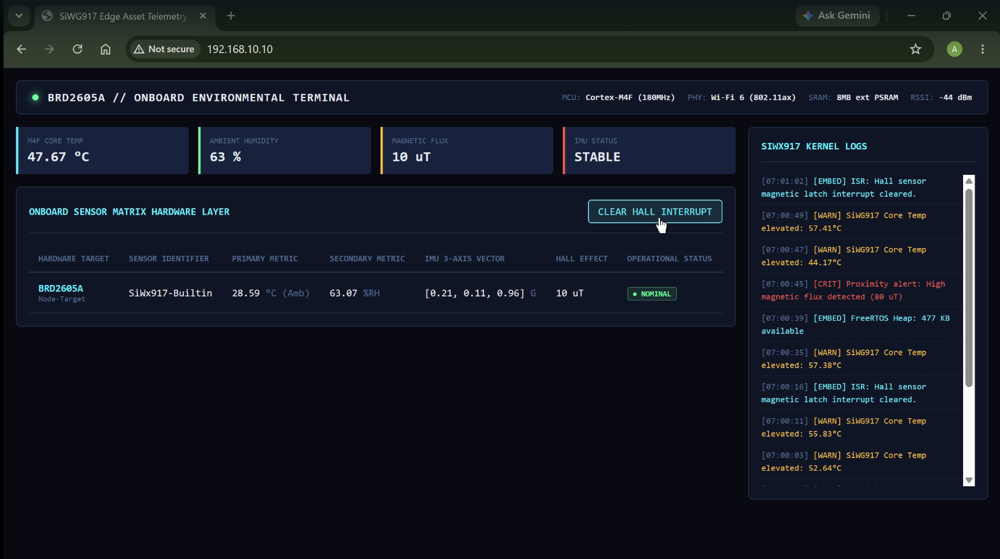 SiWG917 Edge Asset Telemetry
Ask Gemini
Not secure
192.168.10.10
A
BRD2605A // ONBOARD ENVIRONMENTAL TERMINAL
MCU: Cortex-M4F (180MHz) PHY: Wi-Fi 6 (802.11ax) SRAM: 8MB ext PSRAM RSSI: -44 dBm
M4F CORE TEMP
47.67 °C
AMBIENT HUMIDITY
63 %
MAGNETIC FLUX
10 uT
IMU STATUS
STABLE
ONBOARD SENSOR MATRIX HARDWARE LAYER
CLEAR HALL INTERRUPT
HARDWARE TARGET SENSOR IDENTIFIER PRIMARY METRIC SECONDARY METRIC IMU 3-AXIS VECTOR HALL EFFECT OPERATIONAL STATUS
BRD2605A
Node-Target
SiWx917-Builtin 28.59 °C (Amb) 63.07 %RH [0.21, 0.11, 0.96] G 10 uT ● NOMINAL
SIWX917 KERNEL LOGS
[07:01:02] [EMBED] ISR: Hall sensor
magnetic latch interrupt cleared.
[07:00:49] [WARN] SiWG917 Core Temp
elevated: 57.41°C
[07:00:47] [WARN] SiWG917 Core Temp
elevated: 44.17°C
[07:00:45] [CRIT] Proximity alert: High
magnetic flux detected (80 uT)
[07:00:39] [EMBED] FreeRTOS Heap: 477 KB
available
[07:00:35] [WARN] SiWG917 Core Temp
elevated: 57.38°C
[07:00:16] [EMBED] ISR: Hall sensor
magnetic latch interrupt cleared.
[07:00:11] [WARN] SiWG917 Core Temp
elevated: 55.83°C
[07:00:03] [WARN] SiWG917 Core Temp
elevated: 52.64°C